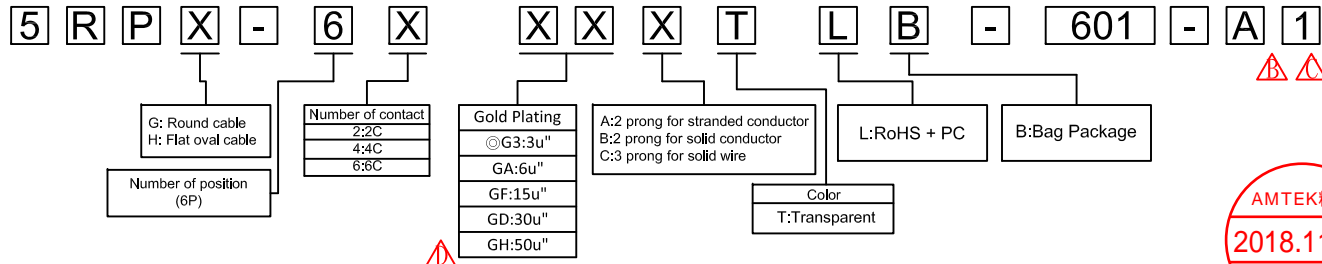 5 R P X - 6 X X X X T L B - 601 - A 1
B C
G: Round cable
H: Flat oval cable
Number of position
(6P)
Number of contact
2:2C
4:4C
6:6C
Gold Plating
◎G3:3u"
GA:6u"
GF:15u"
GD:30u"
GH:50u"
D
A:2 prong for stranded conductor
B:2 prong for solid conductor
C:3 prong for solid wire
Color
T:Transparent
L:RoHS + PC
B:Bag Package
AMTEK
2018.11